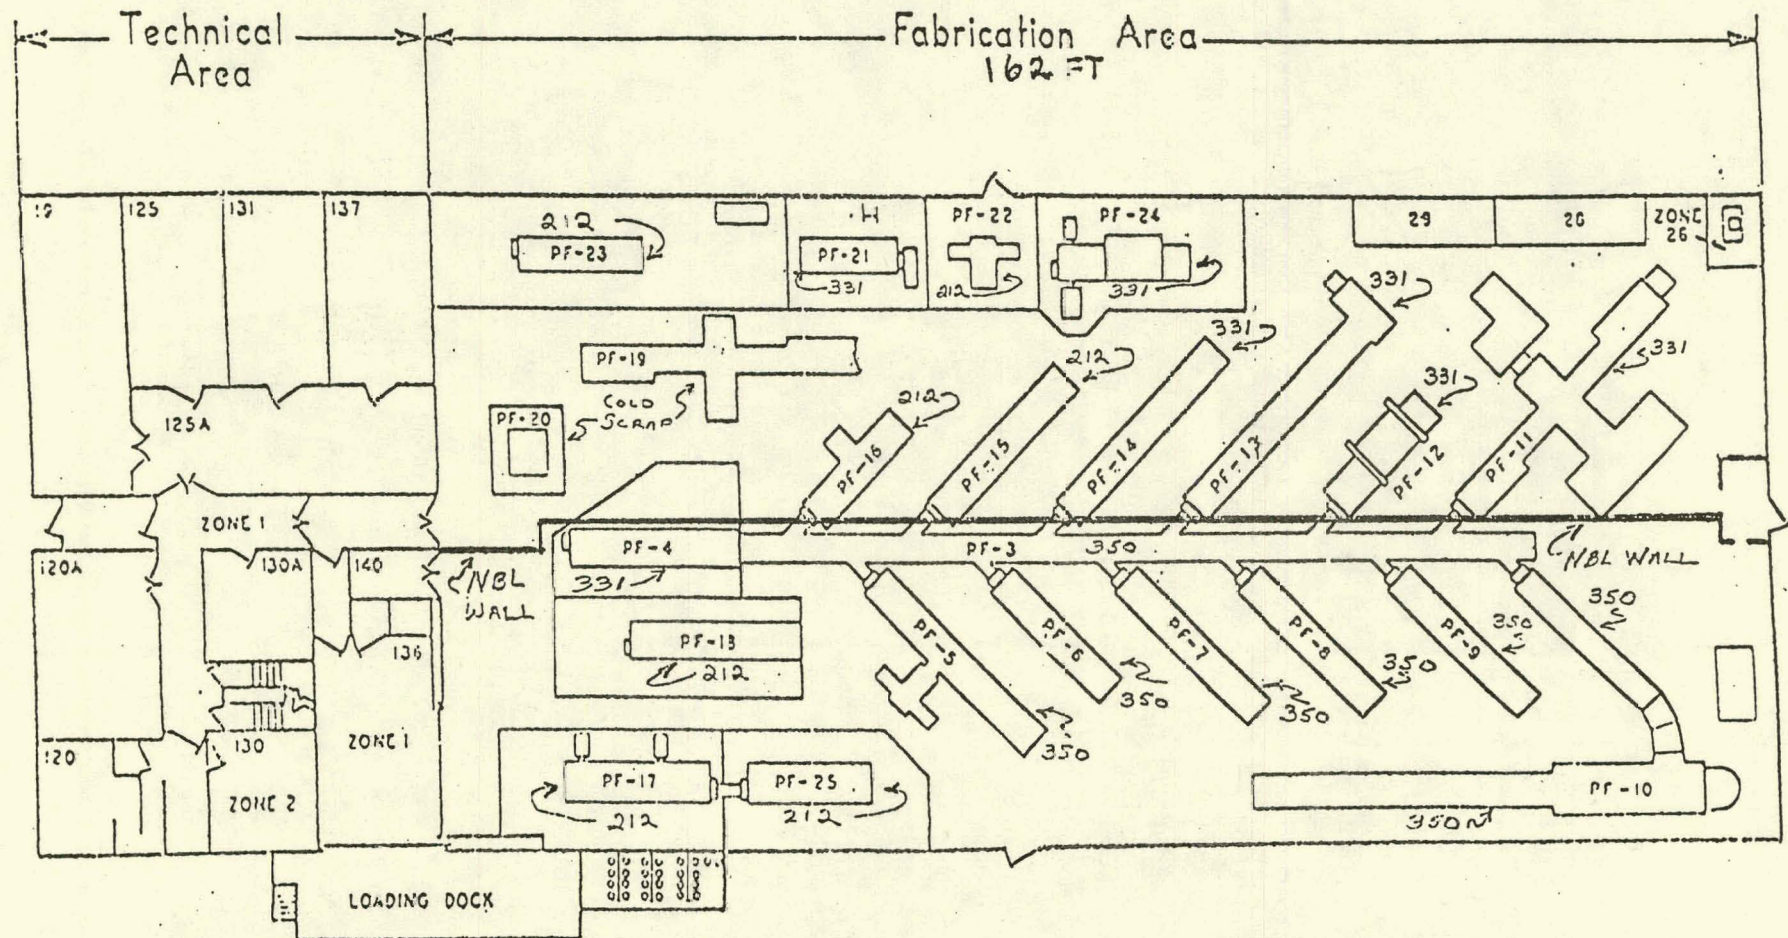 Technical
Area
Fabrication Area
162 FT
125
131
137
212
PF-23
PF-21
331
PF-22
212
PF-24
331
29
ZONE
26
331
PF-19
COLD
SCRAP
PF-20
125A
212
PF-16
212
PF-15
331
PF-14
PF-13
331
PF-12
331
PF-11
ZONE 1
PF-4
331
PF-3
350
NBL WALL
120A
130A
140
NBL
WALL
136
PF-18
212
PF-5
350
PF-6
350
PF-7
350
PF-8
350
PF-9
350
350
120
130
ZONE 2
ZONE 1
PF-17
212
PF-25
212
PF-10
350
LOADING DOCK